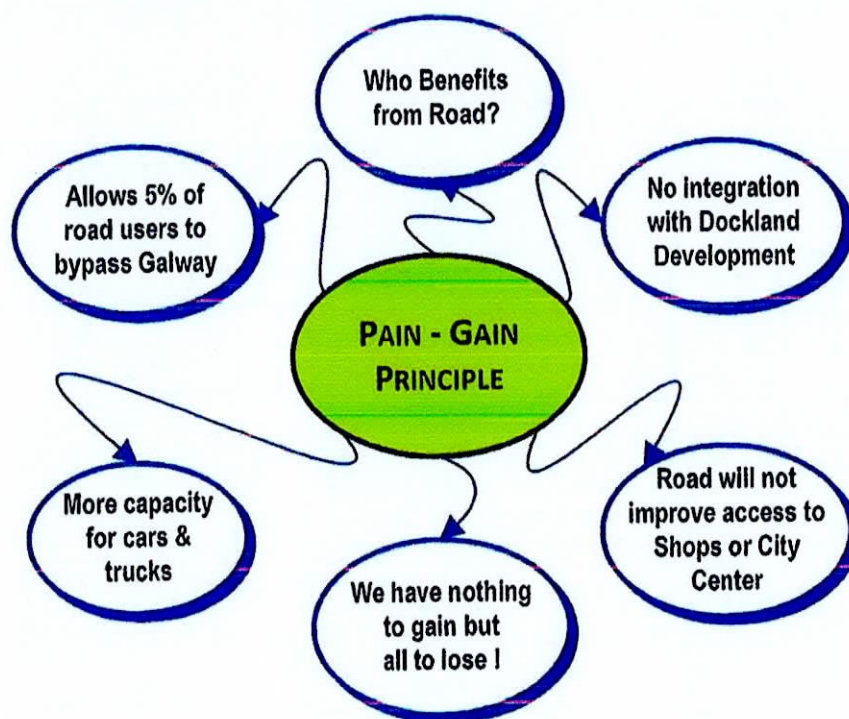 Who Benefits
from Road?
Allows 5% of
road users to
bypass Galway
No integration
with Dockland
Development
PAIN - GAIN
PRINCIPLE
More capacity
for cars &
trucks
We have nothing
to gain but
all to lose !
Road will not
improve access to
Shops or City
Center